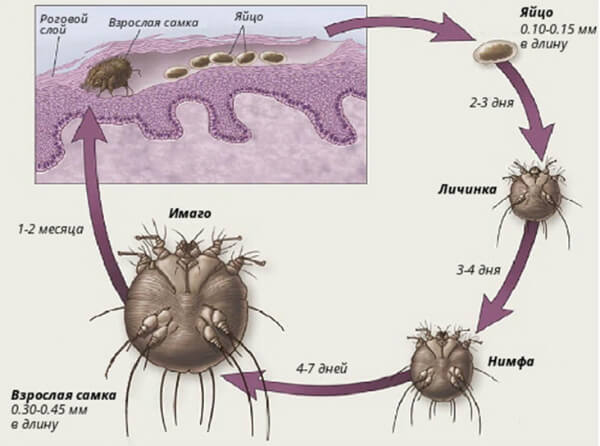 Роговой
слой
Взрослая самка
Яйцо
Яйцо
0.10-0.15 мм
в длину
2-3 дня
Личинка
3-4 дня
Нимфа
4-7 дней
Имаго
1-2 месяца
Взрослая самка
0.30-0.45 мм
в длину